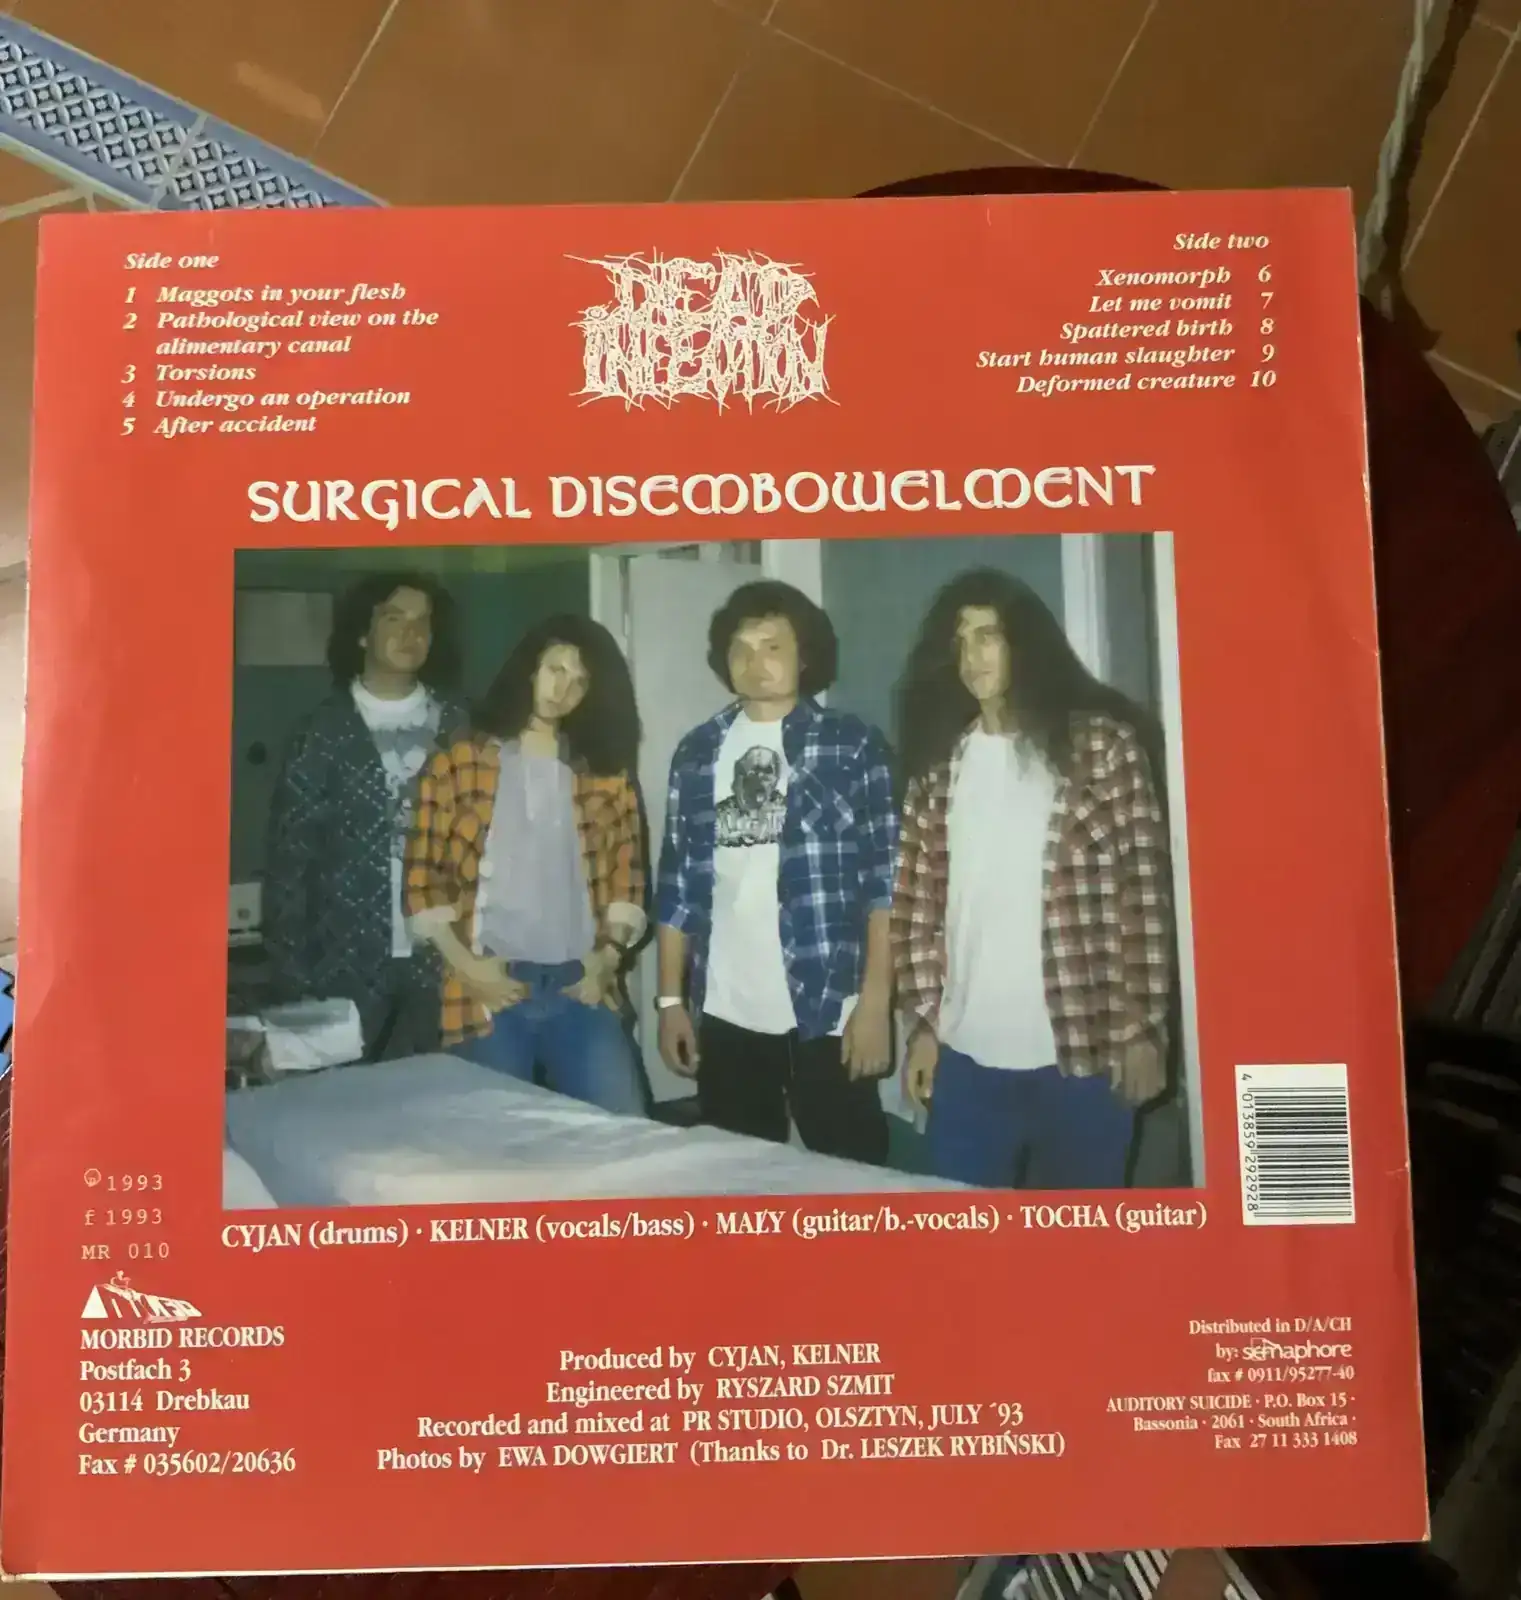 Side one
1 Maggots in your flesh
2 Pathological view on the
alimentary canal
3 Torsions
4 Undergo an operation
5 After accident
DEAD
INFECTION
Side two
Xenomorph 6
Let me vomit 7
Spattered birth 8
Start human slaughter 9
Deformed creature 10
SURGICAL DISEMBOWELMENT
4 013859 292928
CYJAN (drums) · KELNER (vocals/bass) · MAŁY (guitar/b.-vocals) · TOCHA (guitar)
℗ 1993
f 1993
MR 010
MORBID RECORDS
Postfach 3
03114 Drebkau
Germany
Fax # 035602/20636
Produced by CYJAN, KELNER
Engineered by RYSZARD SZMIT
Recorded and mixed at PR STUDIO, OLSZTYN, JULY ´93
Photos by EWA DOWGIERT (Thanks to Dr. LESZEK RYBIŃSKI)
Distributed in D/A/CH
by: semaphore
fax # 0911/95277-40
AUDITORY SUICIDE · P.O. Box 15 ·
Bassonia · 2061 · South Africa ·
Fax 27 11 333 1408